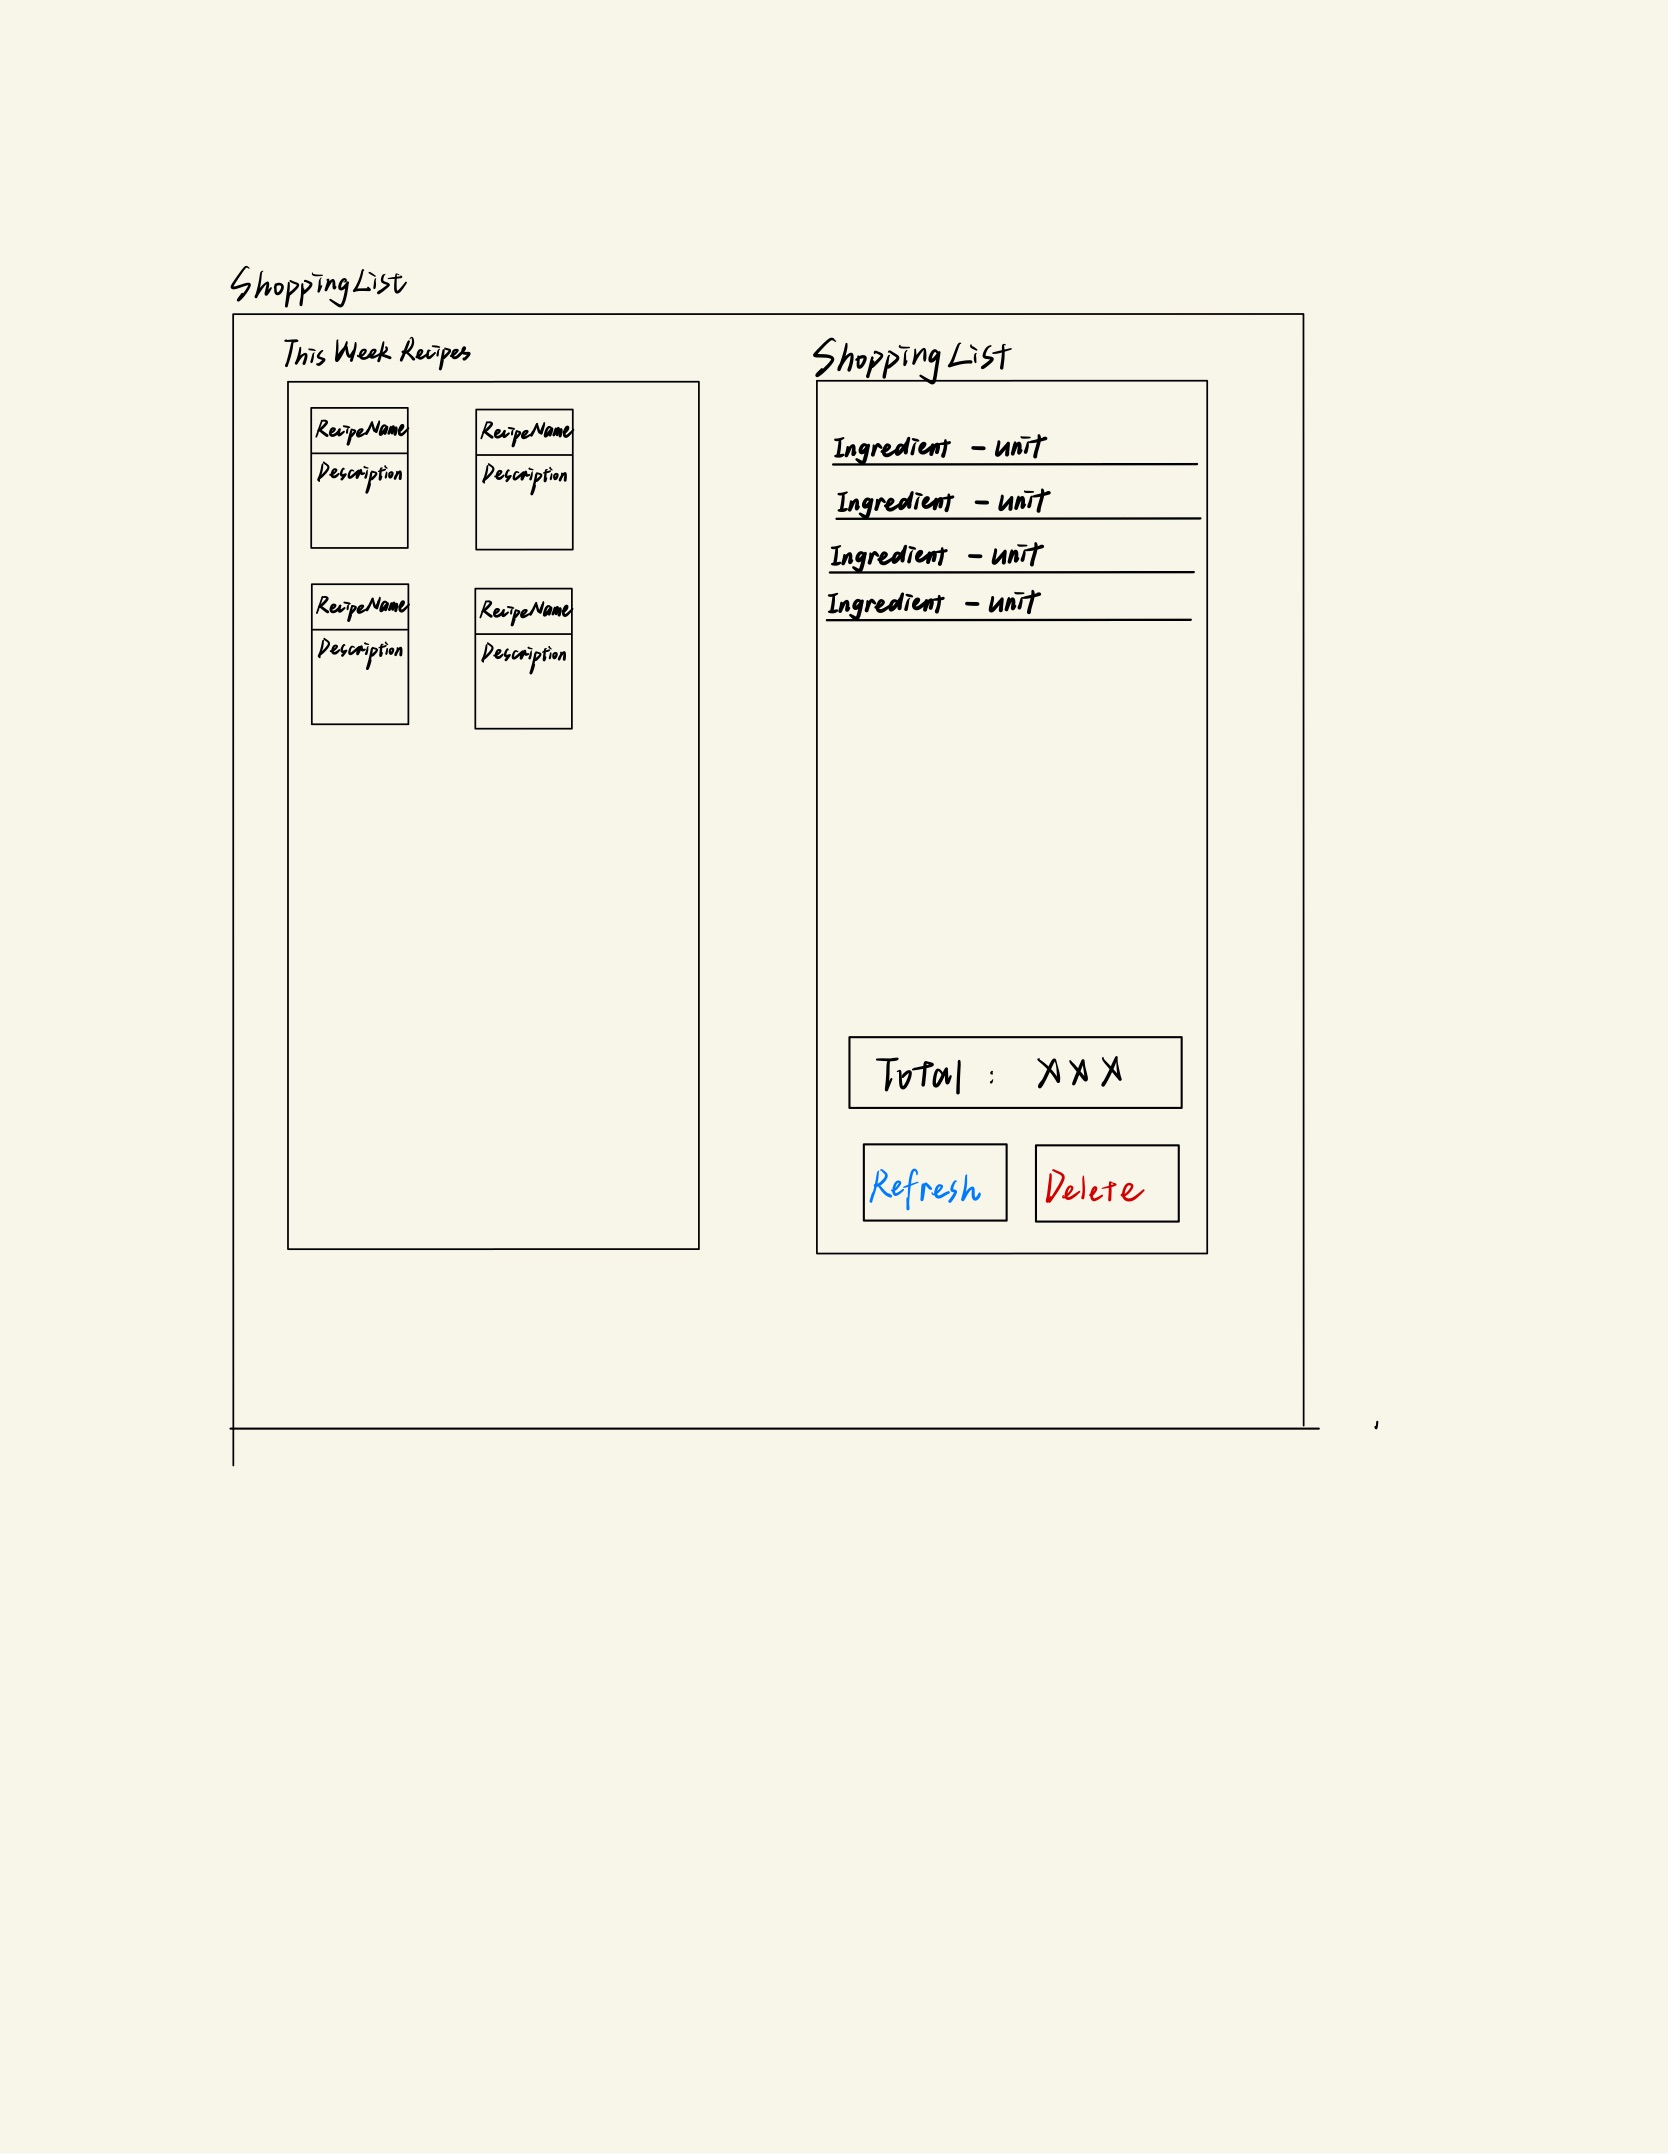 ShoppingList
This Week Recipes
RecipeName
RecipeName
Description
Description
RecipeName
RecipeName
Description
Description
Shopping List
Ingredient - unit
Ingredient - unit
Ingredient - unit
Ingredient - unit
Total : XXX
Refresh
Delete